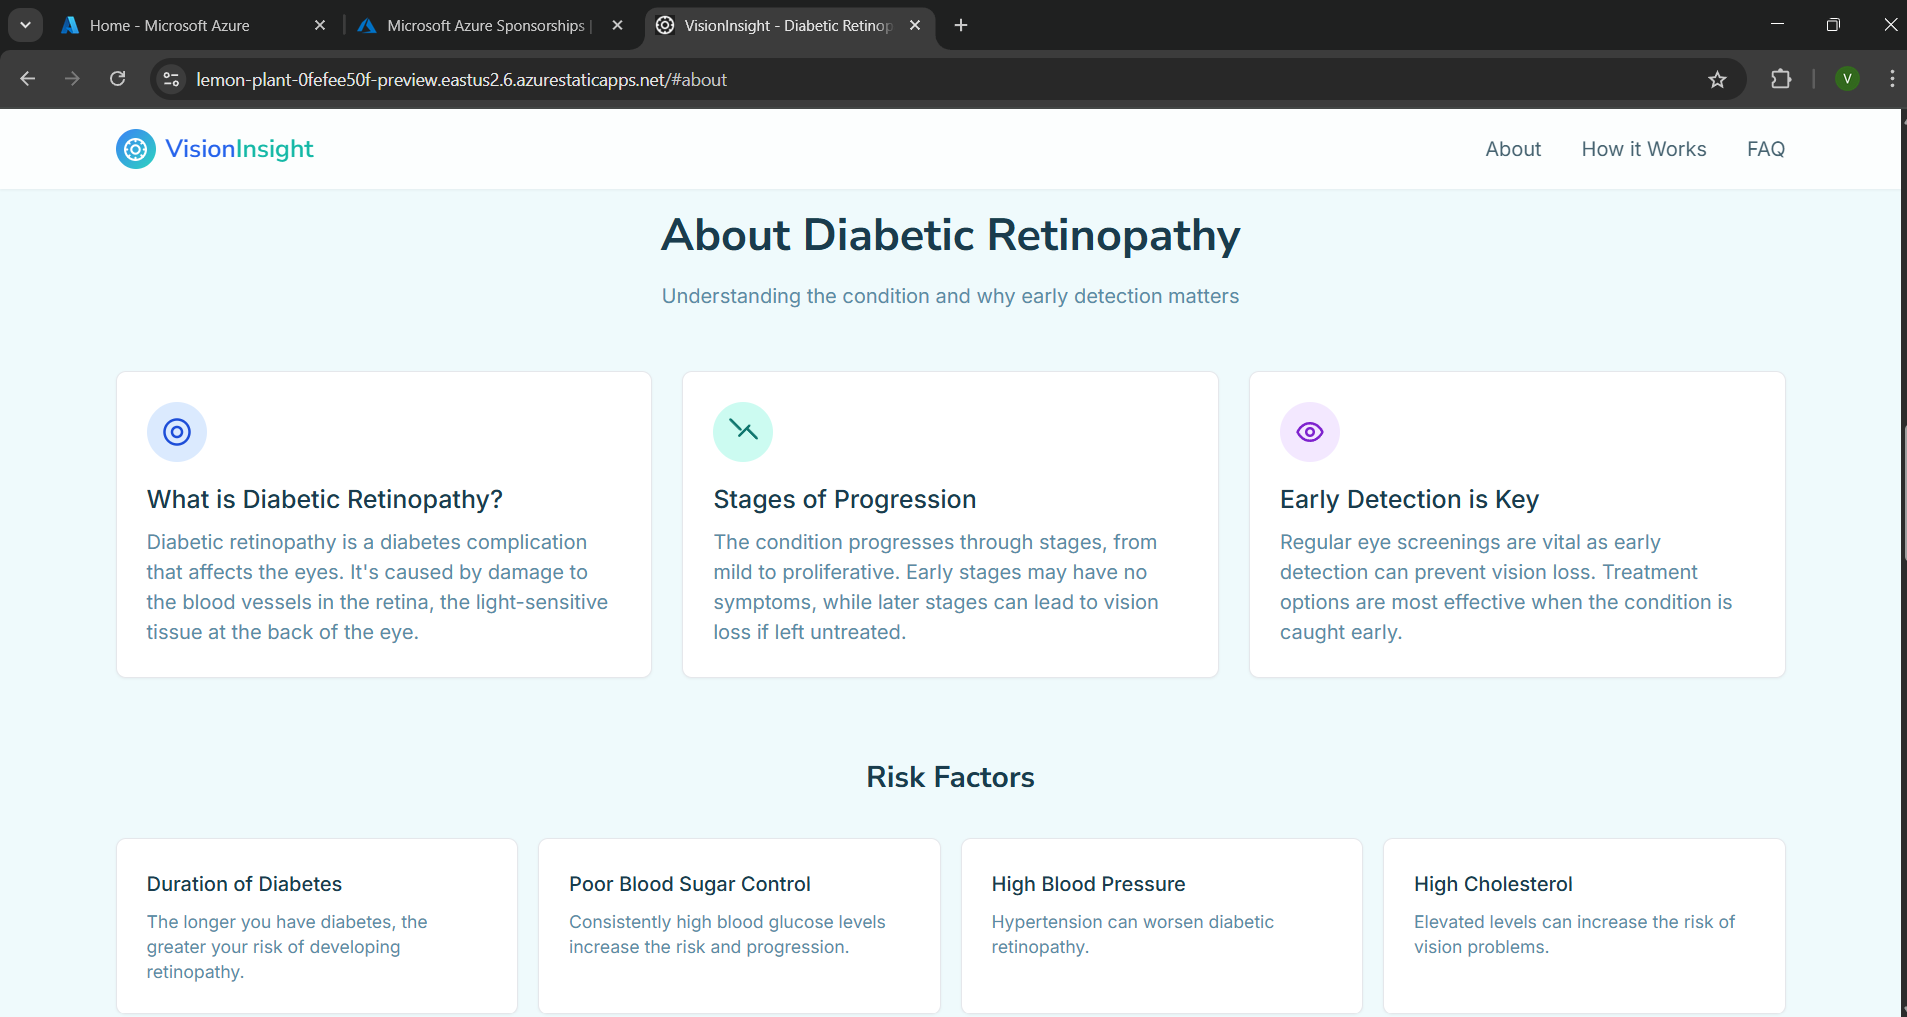 Home - Microsoft Azure
Microsoft Azure Sponsorships |
VisionInsight - Diabetic Retinop
lemon-plant-0fefee50f-preview.eastus2.6.azurestaticapps.net/#about
V
VisionInsight
About
How it Works
FAQ
About Diabetic Retinopathy
Understanding the condition and why early detection matters
What is Diabetic Retinopathy?
Diabetic retinopathy is a diabetes complication
that affects the eyes. It's caused by damage to
the blood vessels in the retina, the light-sensitive
tissue at the back of the eye.
Stages of Progression
The condition progresses through stages, from
mild to proliferative. Early stages may have no
symptoms, while later stages can lead to vision
loss if left untreated.
Early Detection is Key
Regular eye screenings are vital as early
detection can prevent vision loss. Treatment
options are most effective when the condition is
caught early.
Risk Factors
Duration of Diabetes
The longer you have diabetes, the
greater your risk of developing
retinopathy.
Poor Blood Sugar Control
Consistently high blood glucose levels
increase the risk and progression.
High Blood Pressure
Hypertension can worsen diabetic
retinopathy.
High Cholesterol
Elevated levels can increase the risk of
vision problems.